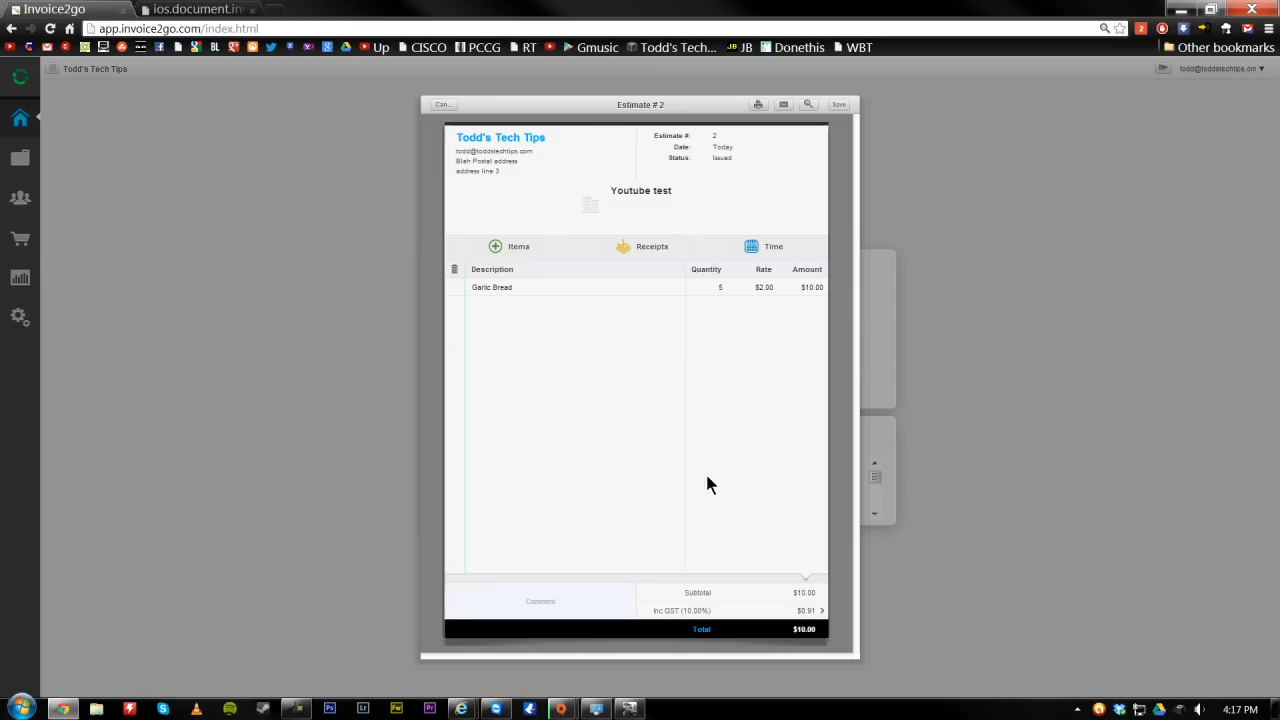 Invoice2go
ios.document.inv
app.invoice2go.com/index.html
Up
CISCO
PCCG
RT
Gmusic
Todd's Tech...
JB
Donethis
WBT
Other bookmarks
Todd's Tech Tips
todd@toddstechtips.om
Can...
Estimate # 2
Save
Todd's Tech Tips
todd@toddstechtips.com
Blah Postal address
address line 3
Estimate #: 2
Date: Today
Status: Issued
Youtube test
Items
Receipts
Time
Description Quantity Rate Amount
Garlic Bread 5 $2.00 $10.00
Comment
Subtotal $10.00
Inc GST (10.00%) $0.91
Total $10.00
4:17 PM